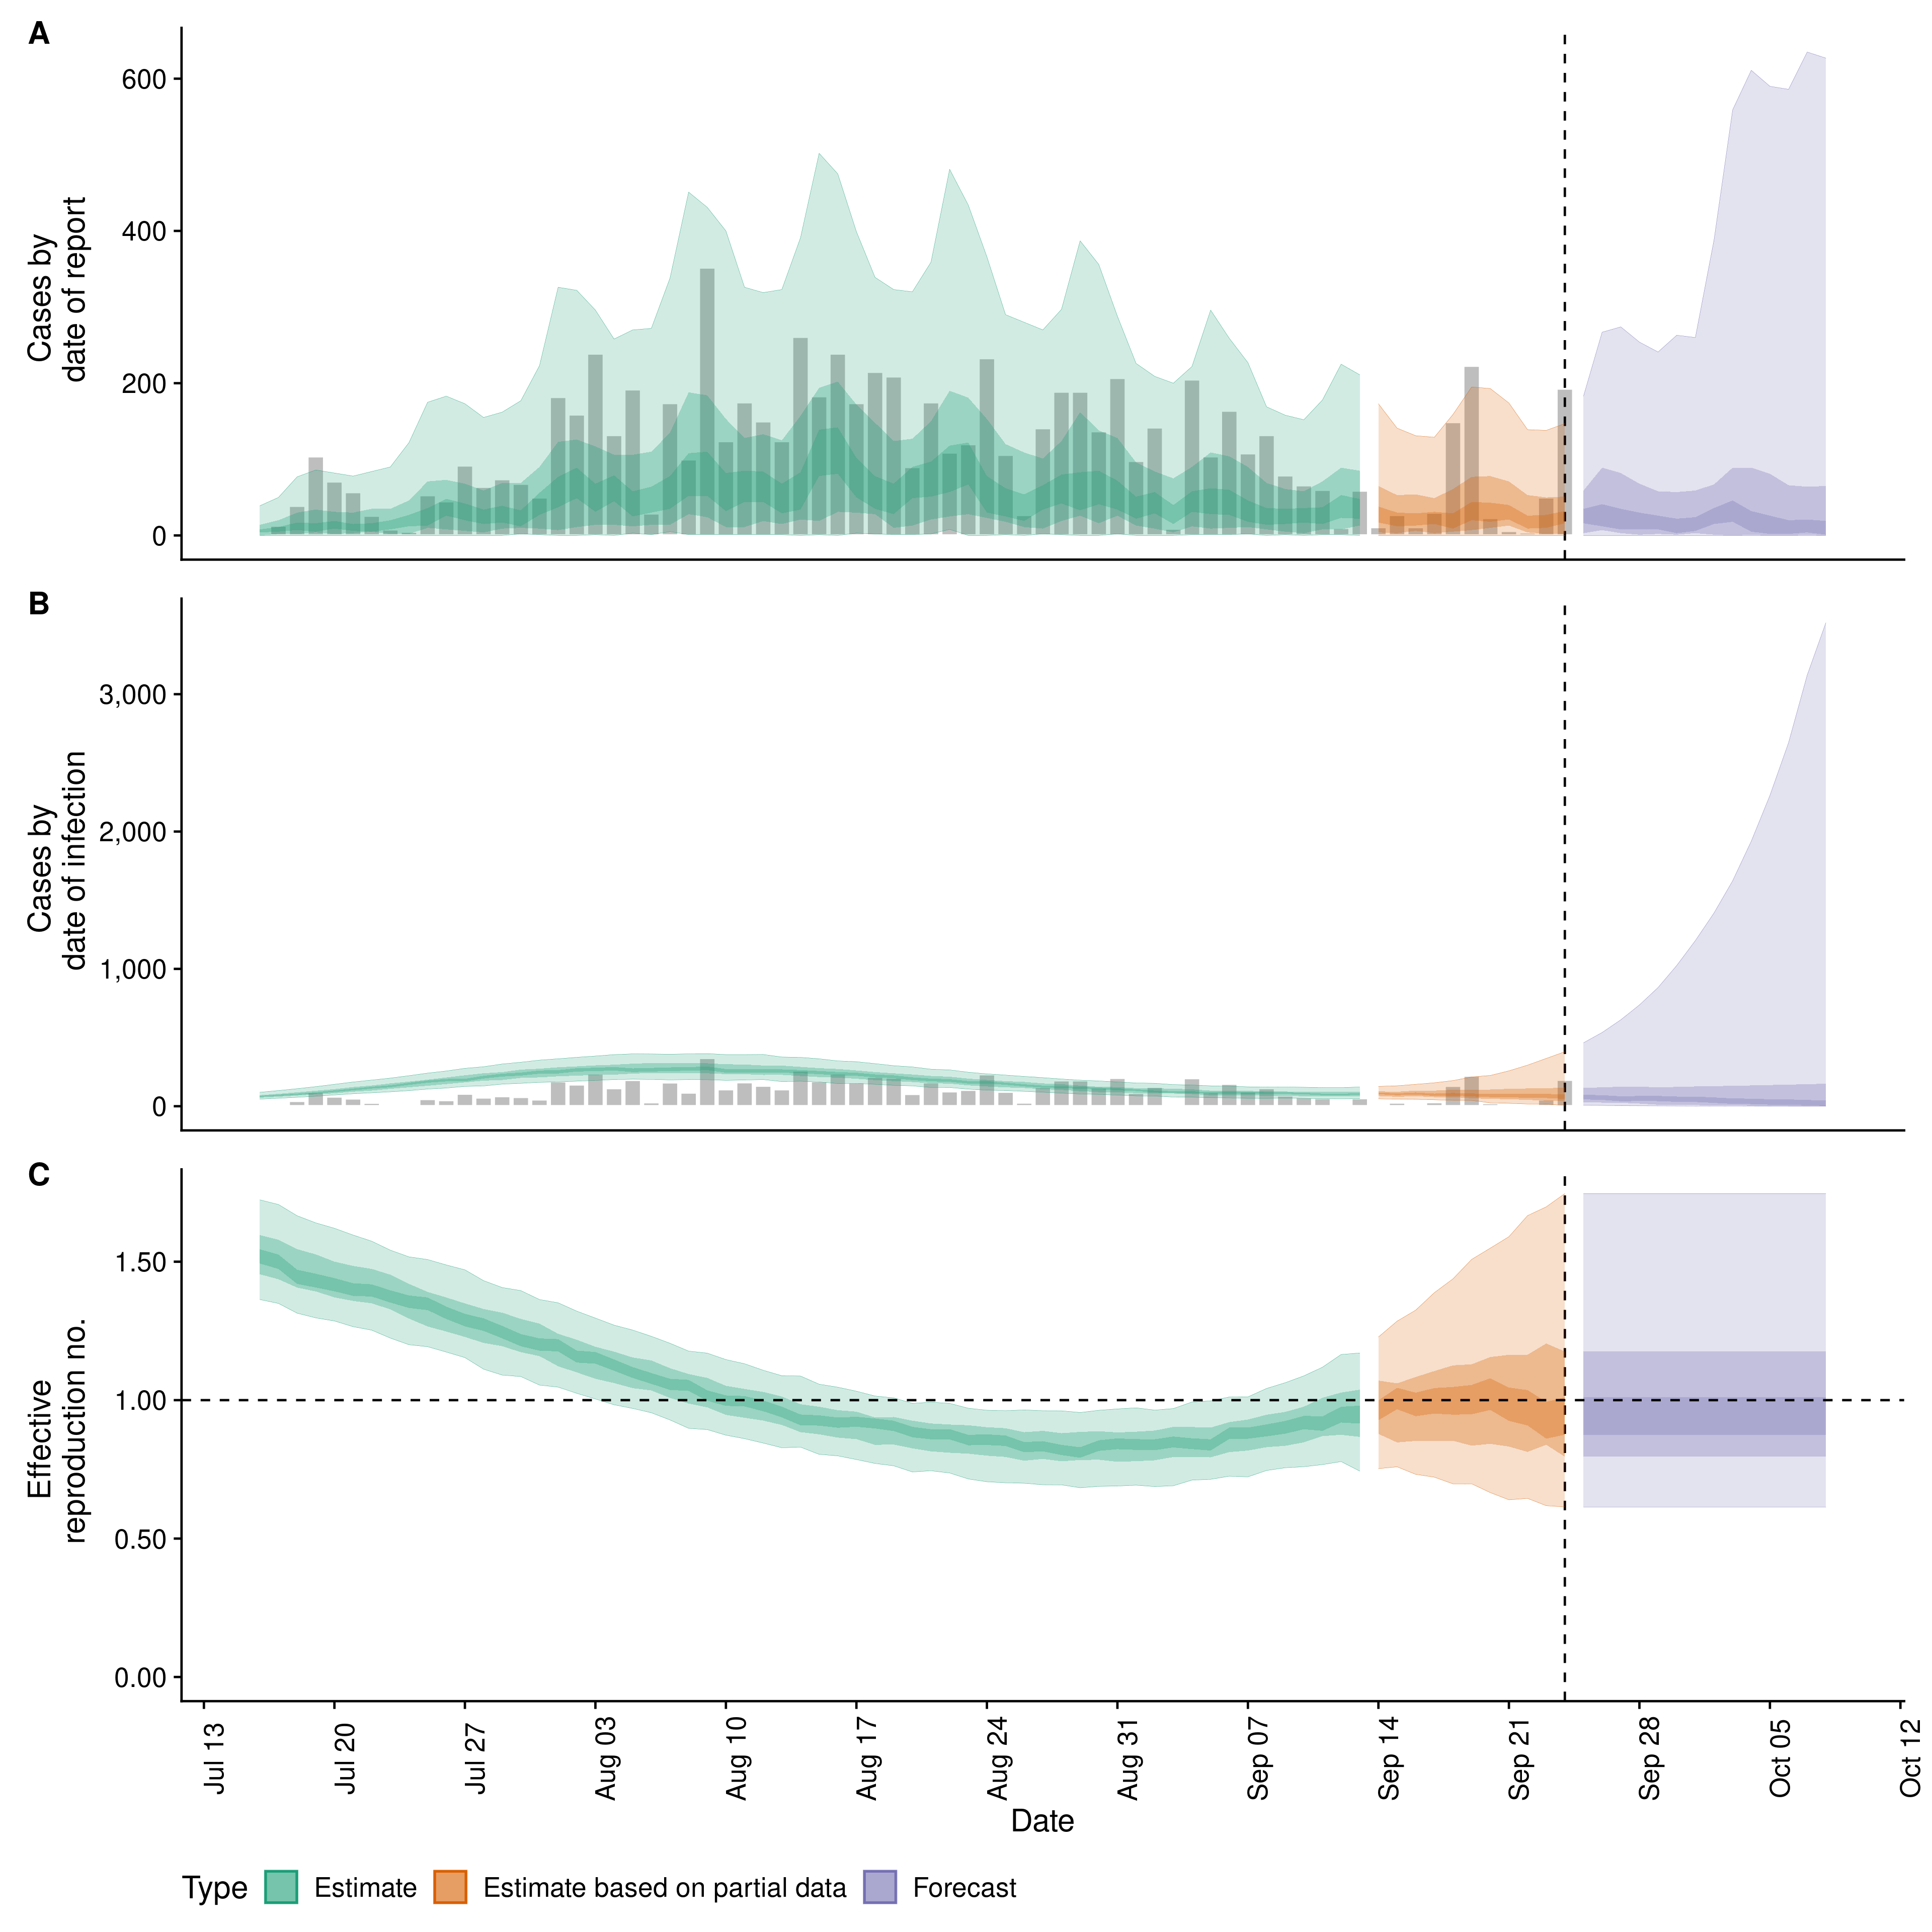 A
600
400
200
0
Cases by
date of report
B
3,000
2,000
1,000
0
Cases by
date of infection
C
1.50
1.00
0.50
0.00
Effective
reproduction no.
Jul 13
Jul 20
Jul 27
Aug 03
Aug 10
Aug 17
Aug 24
Aug 31
Sep 07
Sep 14
Sep 21
Sep 28
Oct 05
Oct 12
Date
Type Estimate Estimate based on partial data Forecast